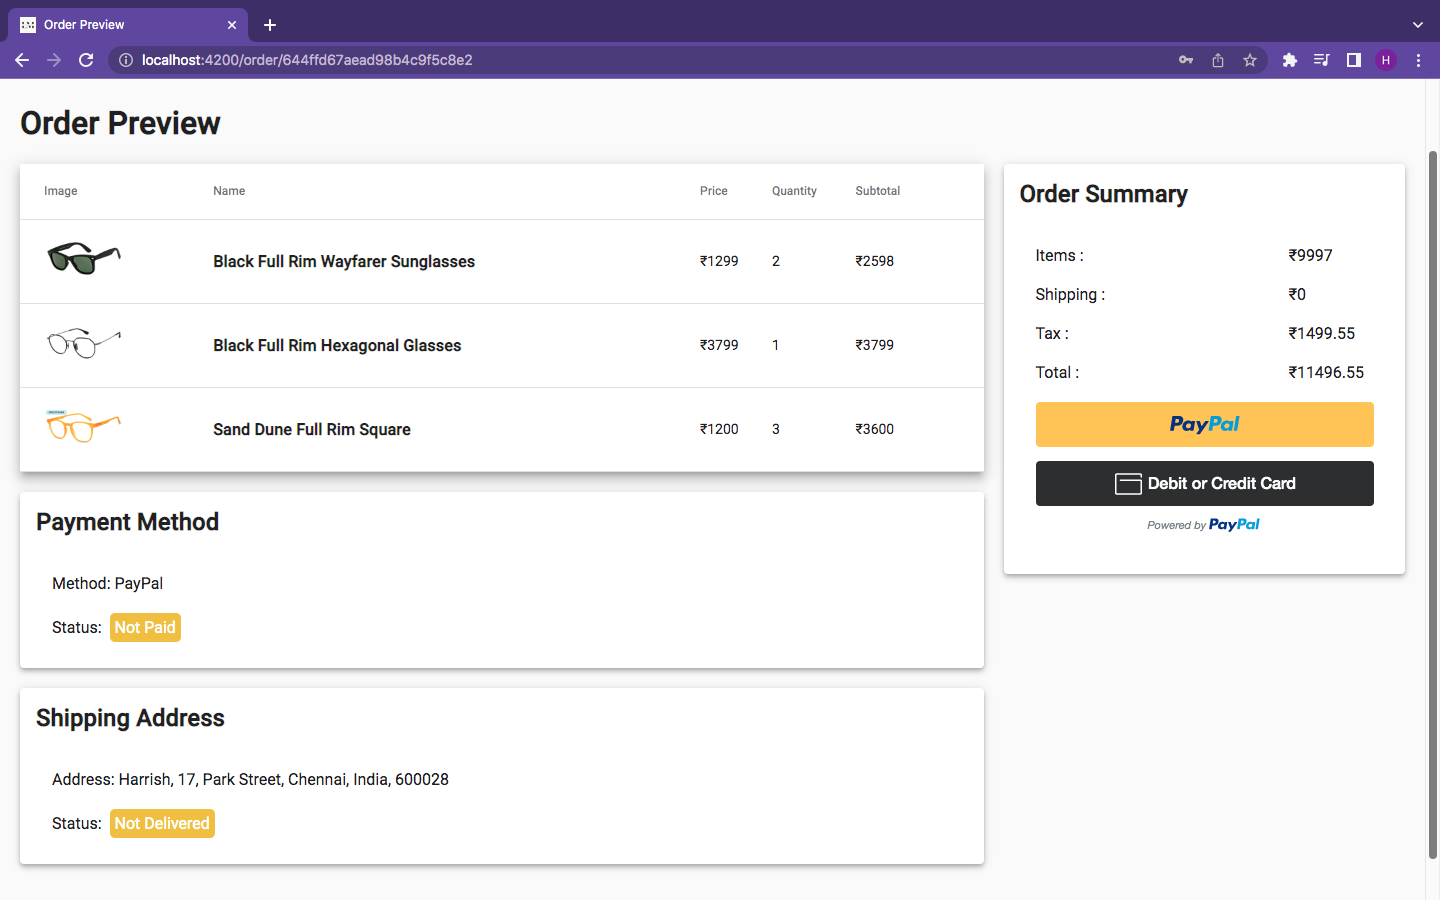 Order Preview
localhost:4200/order/644ffd67aead98b4c9f5c8e2
H
Order Preview
Image Name Price Quantity Subtotal
Black Full Rim Wayfarer Sunglasses ₹1299 2 ₹2598
Black Full Rim Hexagonal Glasses ₹3799 1 ₹3799
Sand Dune Full Rim Square ₹1200 3 ₹3600
Payment Method
Method: PayPal
Status: Not Paid
Shipping Address
Address: Harrish, 17, Park Street, Chennai, India, 600028
Status: Not Delivered
Order Summary
Items : ₹9997
Shipping : ₹0
Tax : ₹1499.55
Total : ₹11496.55
PayPal
Debit or Credit Card
Powered by PayPal